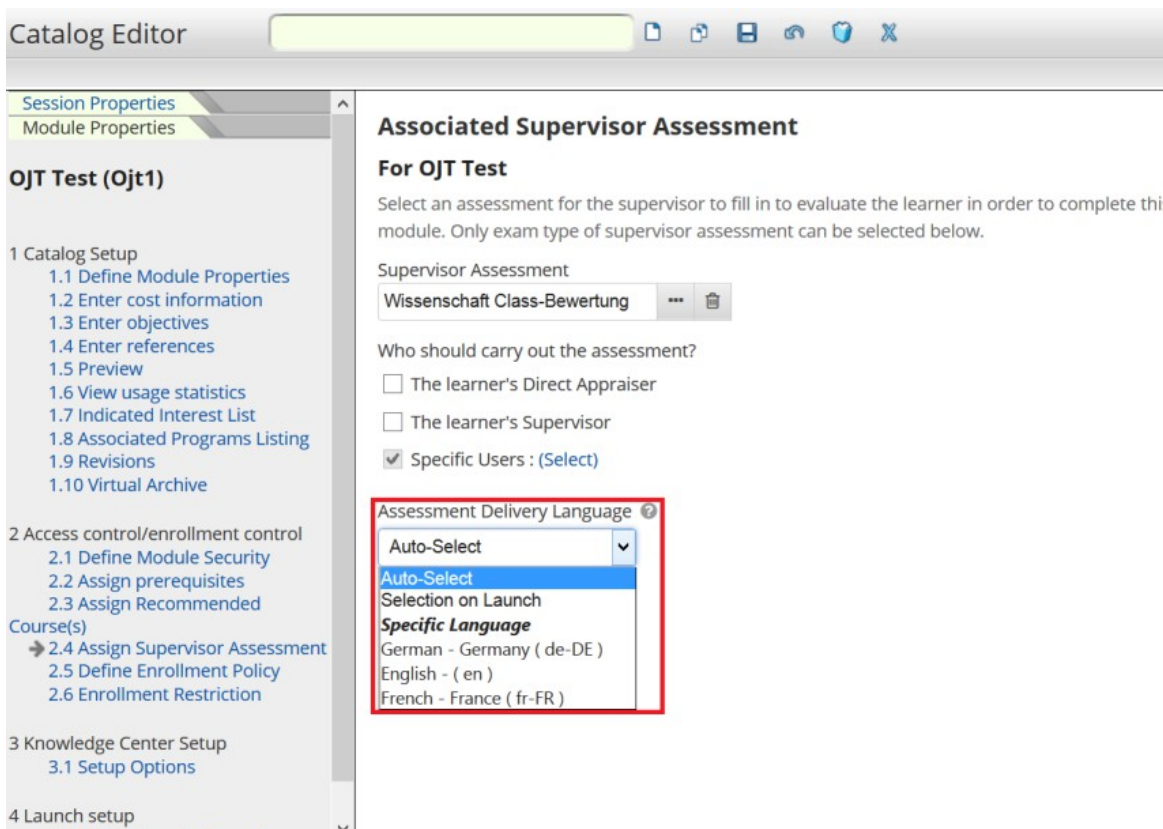 Catalog Editor
Session Properties
Module Properties
OJT Test (Ojt1)
1 Catalog Setup
1.1 Define Module Properties
1.2 Enter cost information
1.3 Enter objectives
1.4 Enter references
1.5 Preview
1.6 View usage statistics
1.7 Indicated Interest List
1.8 Associated Programs Listing
1.9 Revisions
1.10 Virtual Archive
2 Access control/enrollment control
2.1 Define Module Security
2.2 Assign prerequisites
2.3 Assign Recommended
Course(s)
2.4 Assign Supervisor Assessment
2.5 Define Enrollment Policy
2.6 Enrollment Restriction
3 Knowledge Center Setup
3.1 Setup Options
4 Launch setup
Associated Supervisor Assessment
For OJT Test
Select an assessment for the supervisor to fill in to evaluate the learner in order to complete this
module. Only exam type of supervisor assessment can be selected below.
Supervisor Assessment
Wissenschaft Class-Bewertung
Who should carry out the assessment?
The learner's Direct Appraiser
The learner's Supervisor
Specific Users : (Select)
Assessment Delivery Language ?
Auto-Select
Auto-Select
Selection on Launch
Specific Language
German - Germany ( de-DE )
English - ( en )
French - France ( fr-FR )